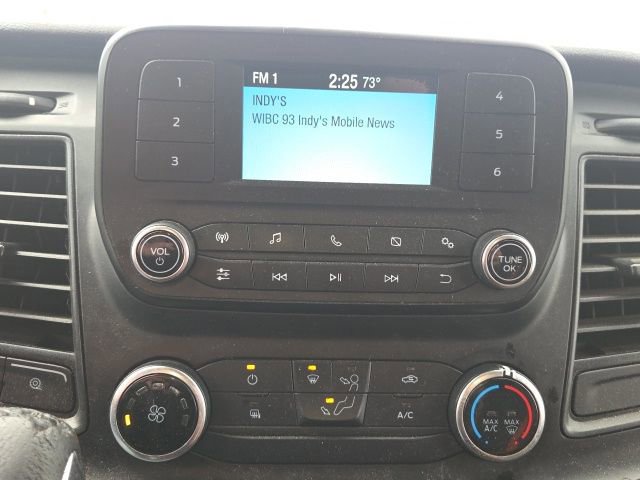 FM 1 2:25 73°
INDY'S
WIBC 93 Indy's Mobile News
1
2
3
4
5
6
VOL
TUNE
OK
A/C
MAX
A/C
MAX